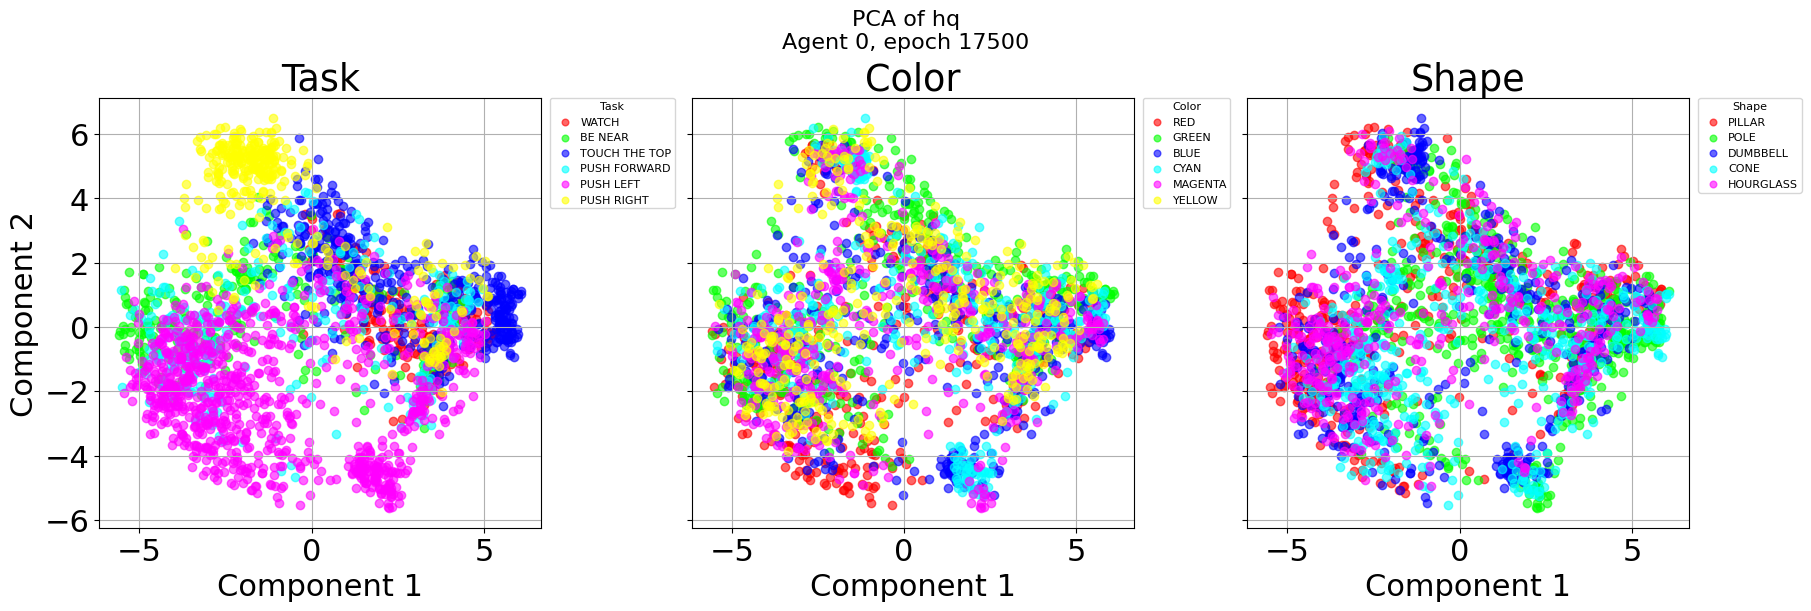 PCA of hq
Agent 0, epoch 17500
Task
Color
Shape
Task
WATCH
BE NEAR
TOUCH THE TOP
PUSH FORWARD
PUSH LEFT
PUSH RIGHT
Color
RED
GREEN
BLUE
CYAN
MAGENTA
YELLOW
Shape
PILLAR
POLE
DUMBBELL
CONE
HOURGLASS
Component 2
6
4
2
0
−2
−4
−6
−5 0 5
−5 0 5
−5 0 5
Component 1
Component 1
Component 1